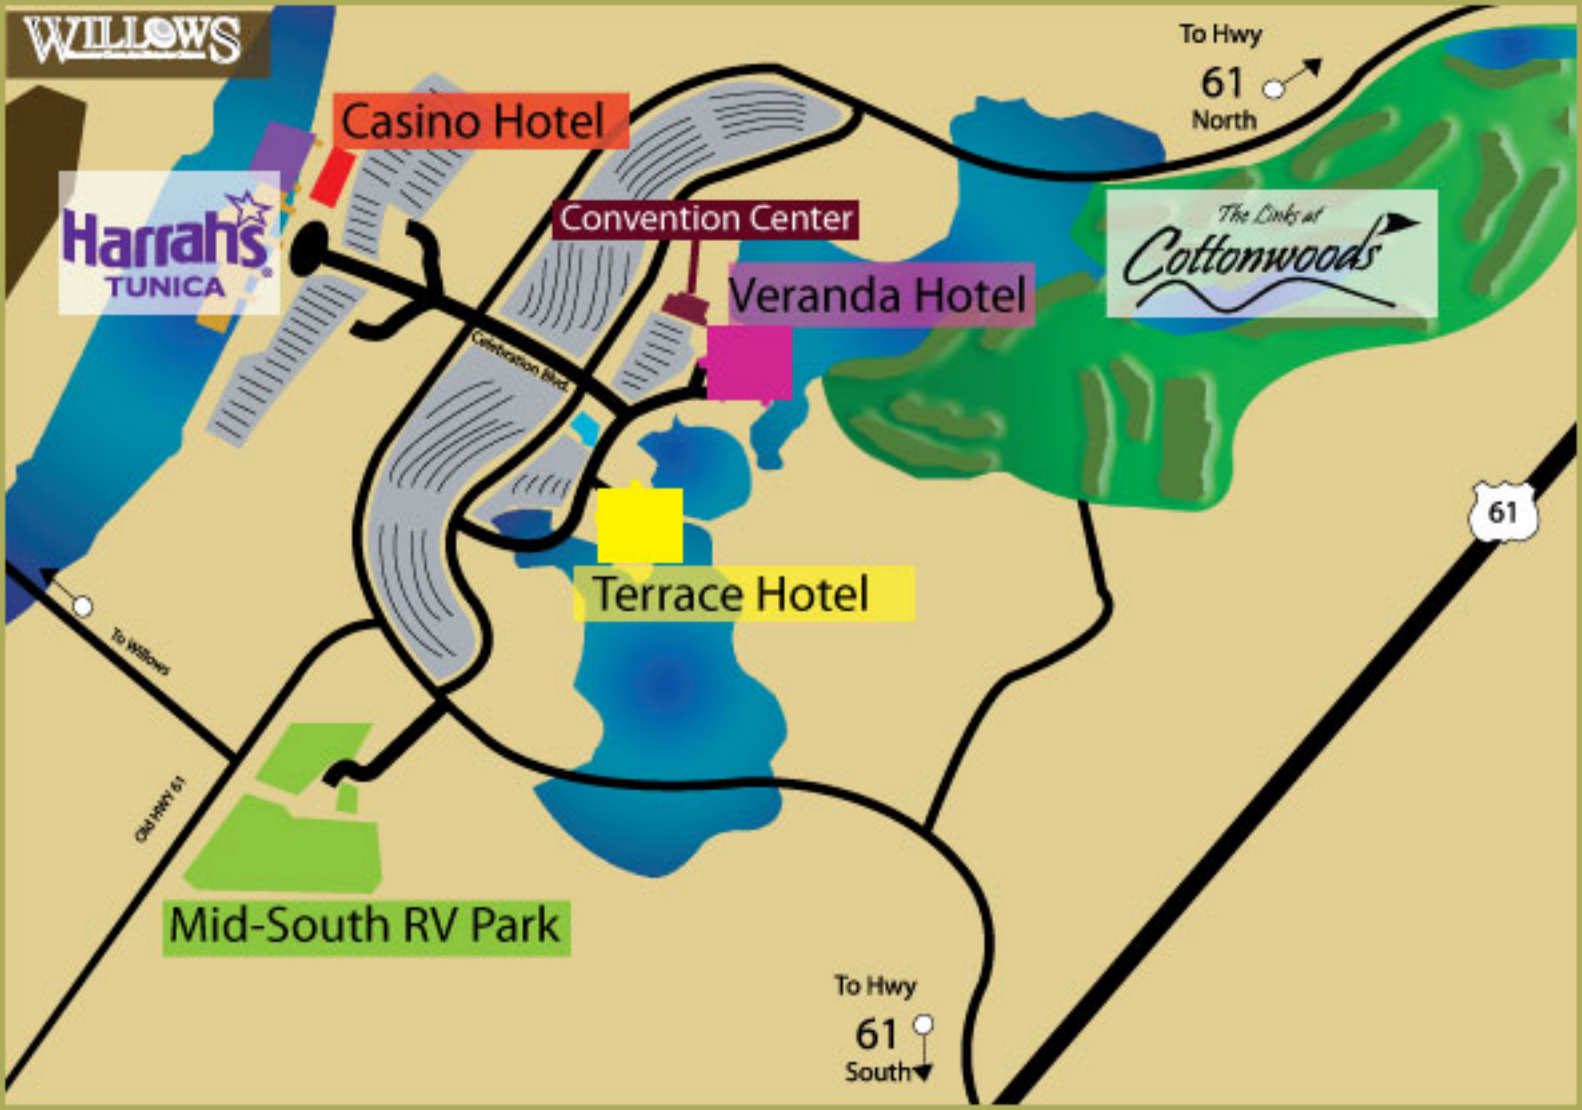 WILLOWS
To Hwy
61
North
Casino Hotel
Harrah's
TUNICA
Convention Center
The Links at
Cottonwoods
Veranda Hotel
Celebration Blvd.
61
Terrace Hotel
To Willows
Old HWY 61
Mid-South RV Park
To Hwy
61
South